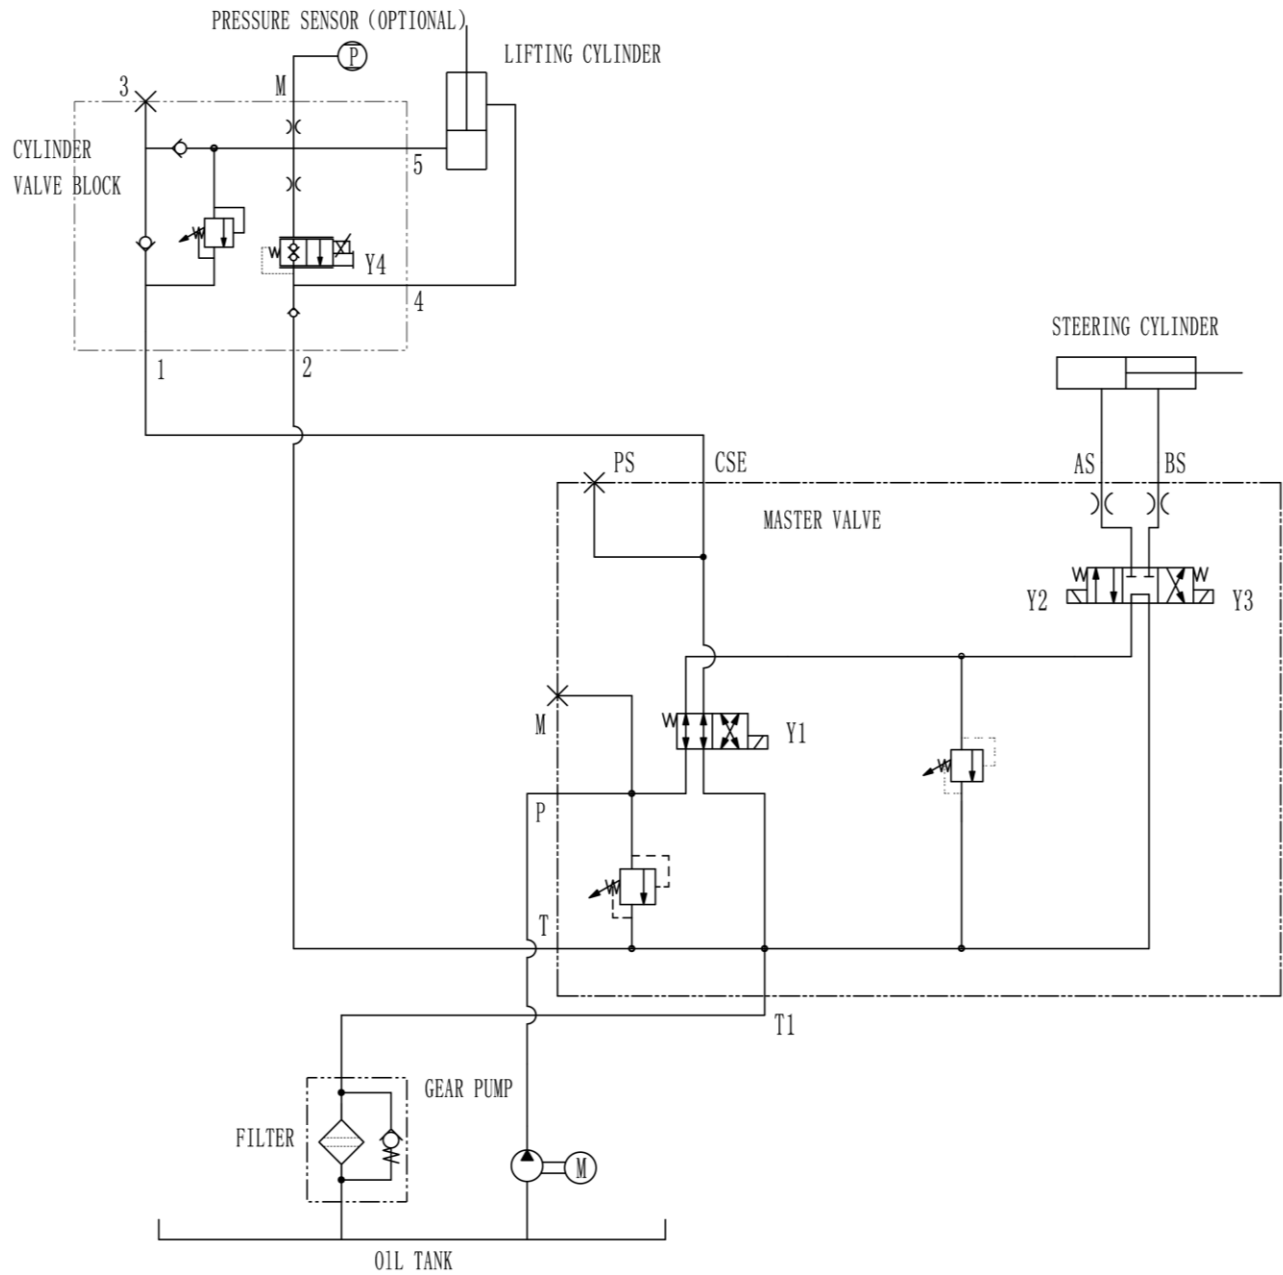 PRESSURE SENSOR (OPTIONAL)
P
LIFTING CYLINDER
3
M
CYLINDER
VALVE BLOCK
5
Y4
4
1
2
STEERING CYLINDER
PS
CSE
AS
BS
MASTER VALVE
Y2
Y3
M
Y1
P
T
T1
GEAR PUMP
FILTER
M
OIL TANK